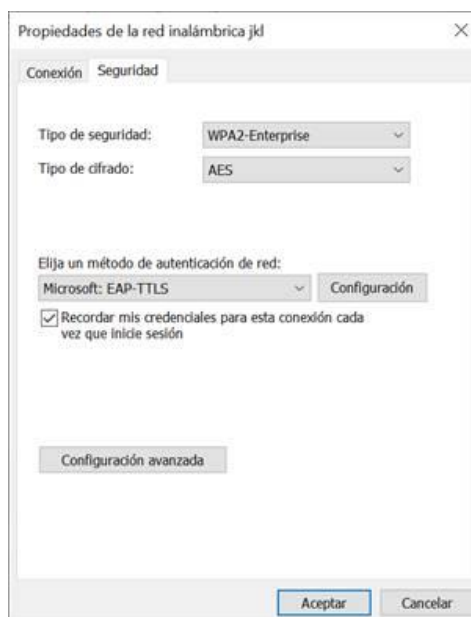 Propiedades de la red inalámbrica jkl
Conexión Seguridad
Tipo de seguridad: WPA2-Enterprise
Tipo de cifrado: AES
Elija un método de autenticación de red:
Microsoft: EAP-TTLS Configuración
Recordar mis credenciales para esta conexión cada
vez que inicie sesión
Configuración avanzada
Aceptar Cancelar